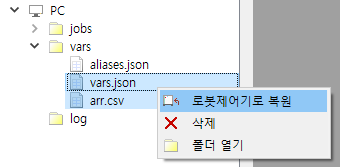 PC
jobs
vars
aliases.json
vars.json
arr.csv
log
로봇제어기로 복원
삭제
폴더 열기